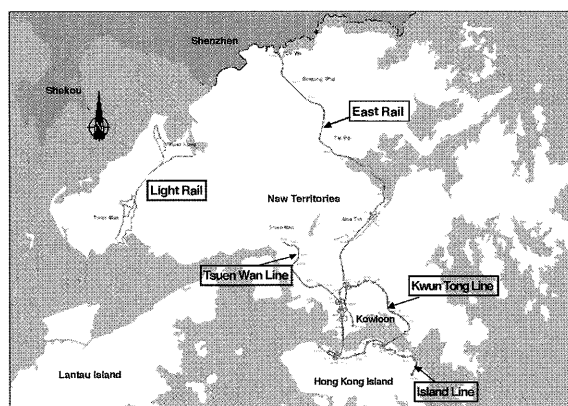 Shenzhen
Shekou
East Rail
Light Rail
New Territories
Tsuen Wan Line
Kwun Tong Line
Kowloon
Lantau Island
Hong Kong Island
Island Line